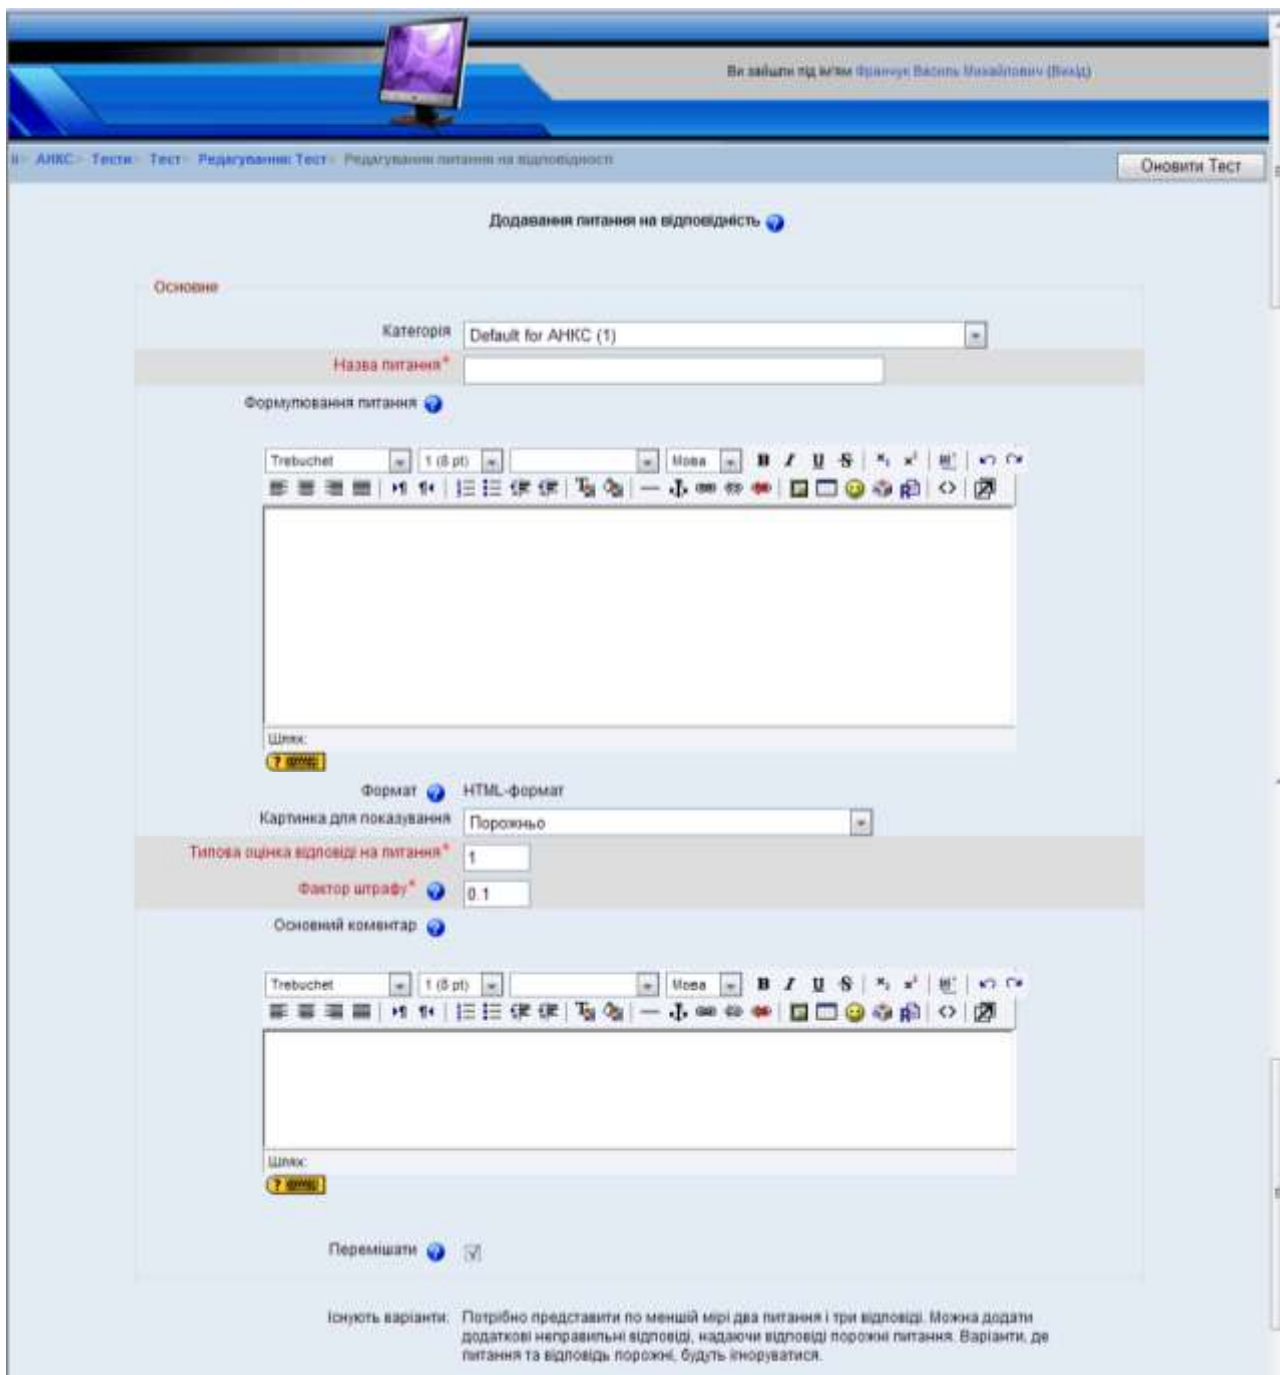 Ви зайшли під ім'ям Франчук Василь Михайлович (Вихід)
АНКС Тести Тест Редагування: Тест Редагування питання на відповідності
Оновити Тест
Додавання питання на відповідність
Основне
Категорія Default for АНКС (1)
Назва питання*
Формулювання питання
Trebuchet 1 (8 pt) Мова B I U S
Шлях:
Формат HTML-формат
Картинка для показування Порожньо
Типова оцінка відповіді на питання* 1
Фактор штрафу* 0.1
Основний коментар
Trebuchet 1 (8 pt) Мова B I U S
Шлях:
Перемішати
Існують варіанти: Потрібно представити по меншій мірі два питання і три відповіді. Можна додати
додаткові неправильні відповіді, надаючи відповіді порожні питання. Варіанти, де
питання та відповідь порожні, будуть ігноруватися.